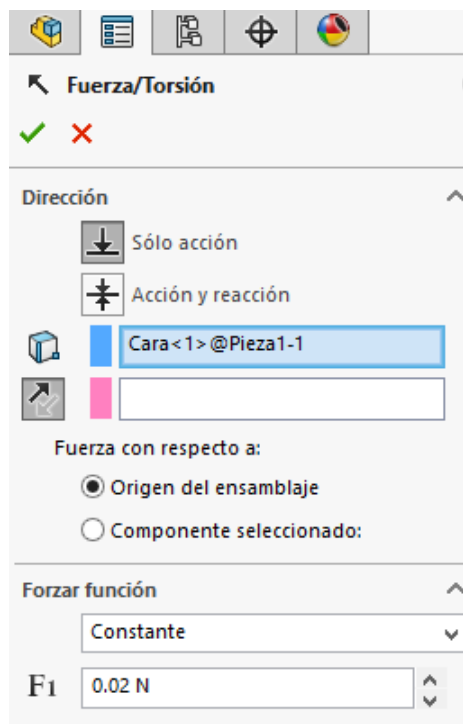 Fuerza/Torsión
Dirección
Sólo acción
Acción y reacción
Cara<1>@Pieza1-1
Fuerza con respecto a:
Origen del ensamblaje
Componente seleccionado:
Forzar función
Constante
F1 0.02 N